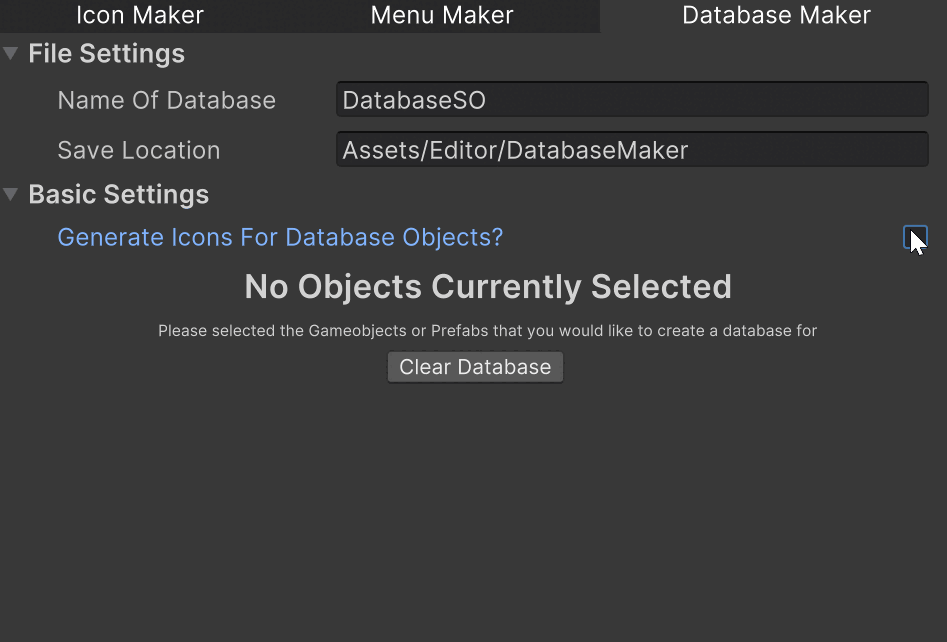 Icon Maker Menu Maker Database Maker
File Settings
Name Of Database DatabaseSO
Save Location Assets/Editor/DatabaseMaker
Basic Settings
Generate Icons For Database Objects?
No Objects Currently Selected
Please selected the Gameobjects or Prefabs that you would like to create a database for
Clear Database